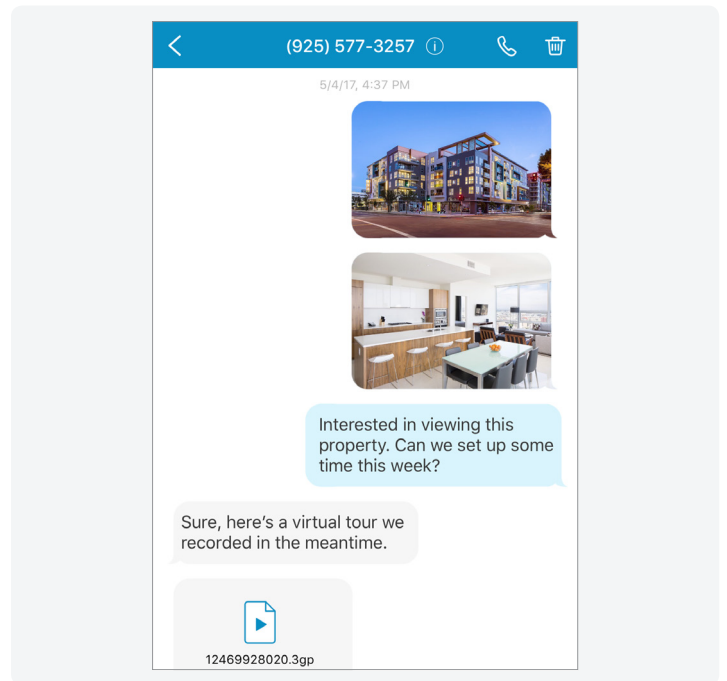 (925) 577-3257
5/4/17, 4:37 PM
Interested in viewing this
property. Can we set up some
time this week?
Sure, here's a virtual tour we
recorded in the meantime.
12469928020.3gp